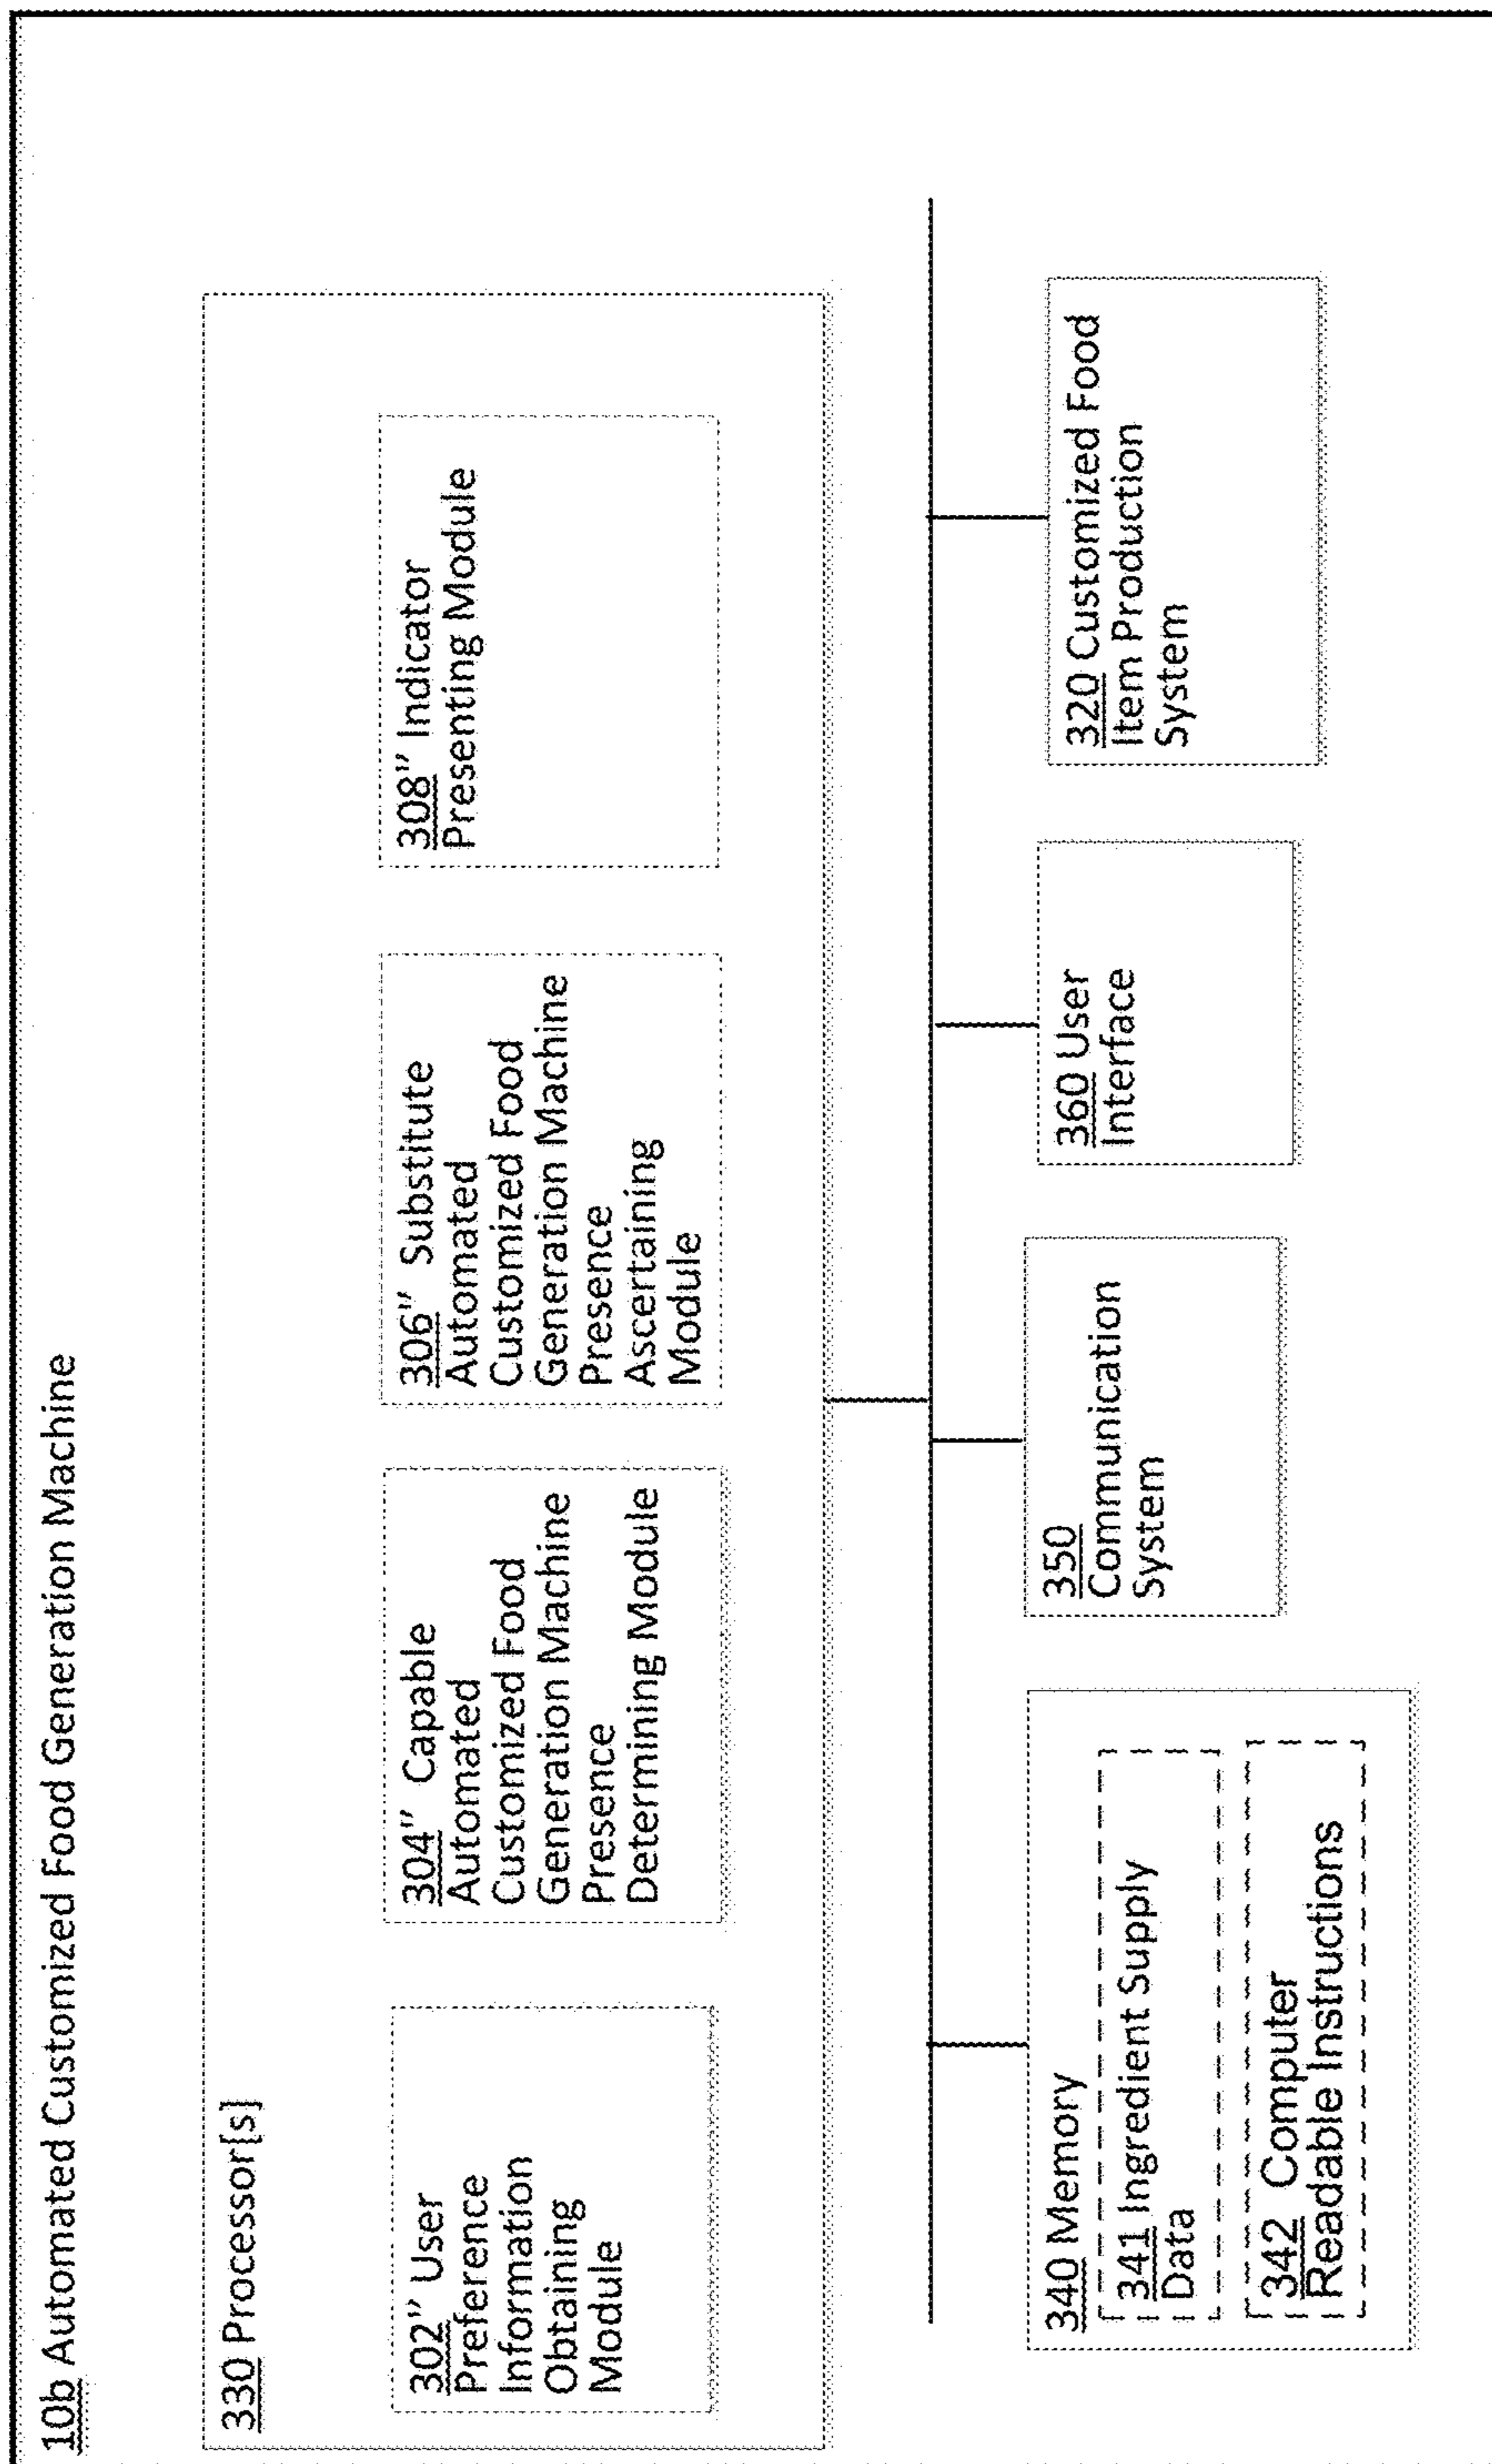 10b Automated Customized Food Generation Machine
330 Processor[s]
302'' User
Preference
Information
Obtaining
Module
304'' Capable
Automated
Customized Food
Generation Machine
Presence
Determining Module
306'' Substitute
Automated
Customized Food
Generation Machine
Presence
Ascertaining
Module
308'' Indicator
Presenting Module
340 Memory
341 Ingredient Supply
Data
342 Computer
Readable Instructions
350
Communication
System
360 User
Interface
320 Customized Food
Item Production
System